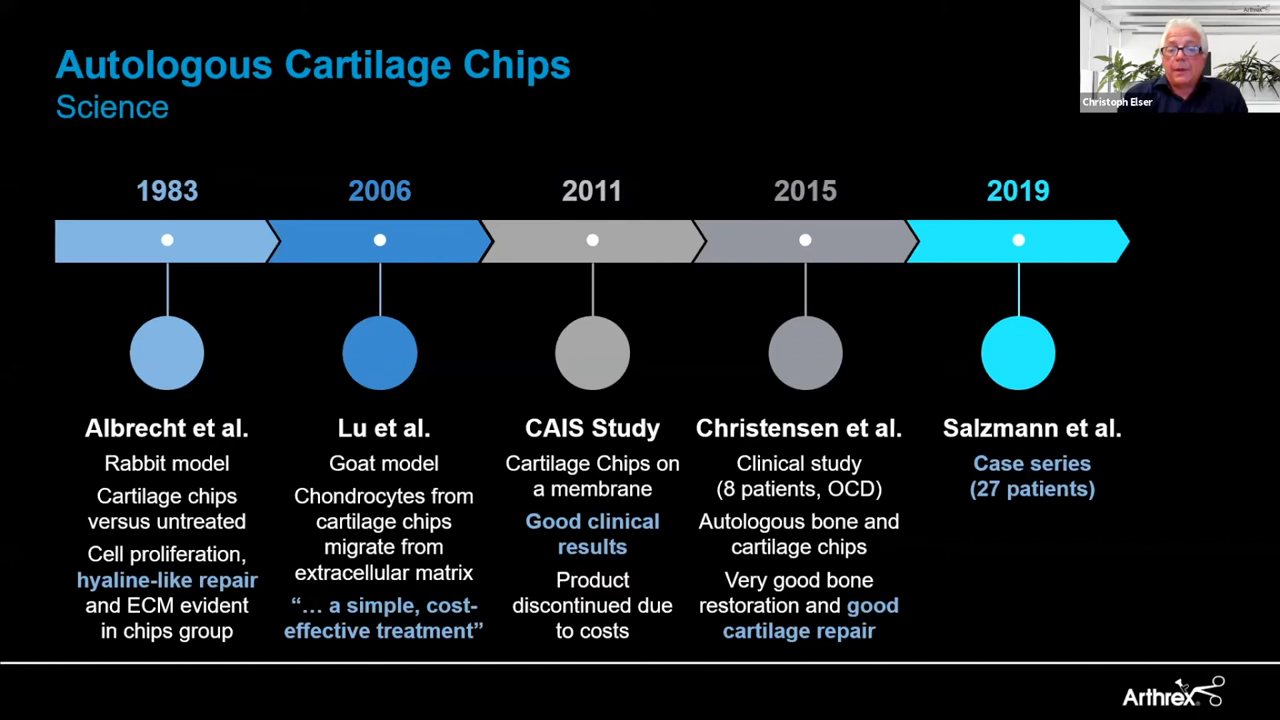 Autologous Cartilage Chips
Science
Arthrex
Christoph Elser
1983
2006
2011
2015
2019
Albrecht et al.
Rabbit model
Cartilage chips
versus untreated
Cell proliferation,
hyaline-like repair
and ECM evident
in chips group
Lu et al.
Goat model
Chondrocytes from
cartilage chips
migrate from
extracellular matrix
“… a simple, cost-
effective treatment”
CAIS Study
Cartilage Chips on
a membrane
Good clinical
results
Product
discontinued due
to costs
Christensen et al.
Clinical study
(8 patients, OCD)
Autologous bone and
cartilage chips
Very good bone
restoration and good
cartilage repair
Salzmann et al.
Case series
(27 patients)
Arthrex®